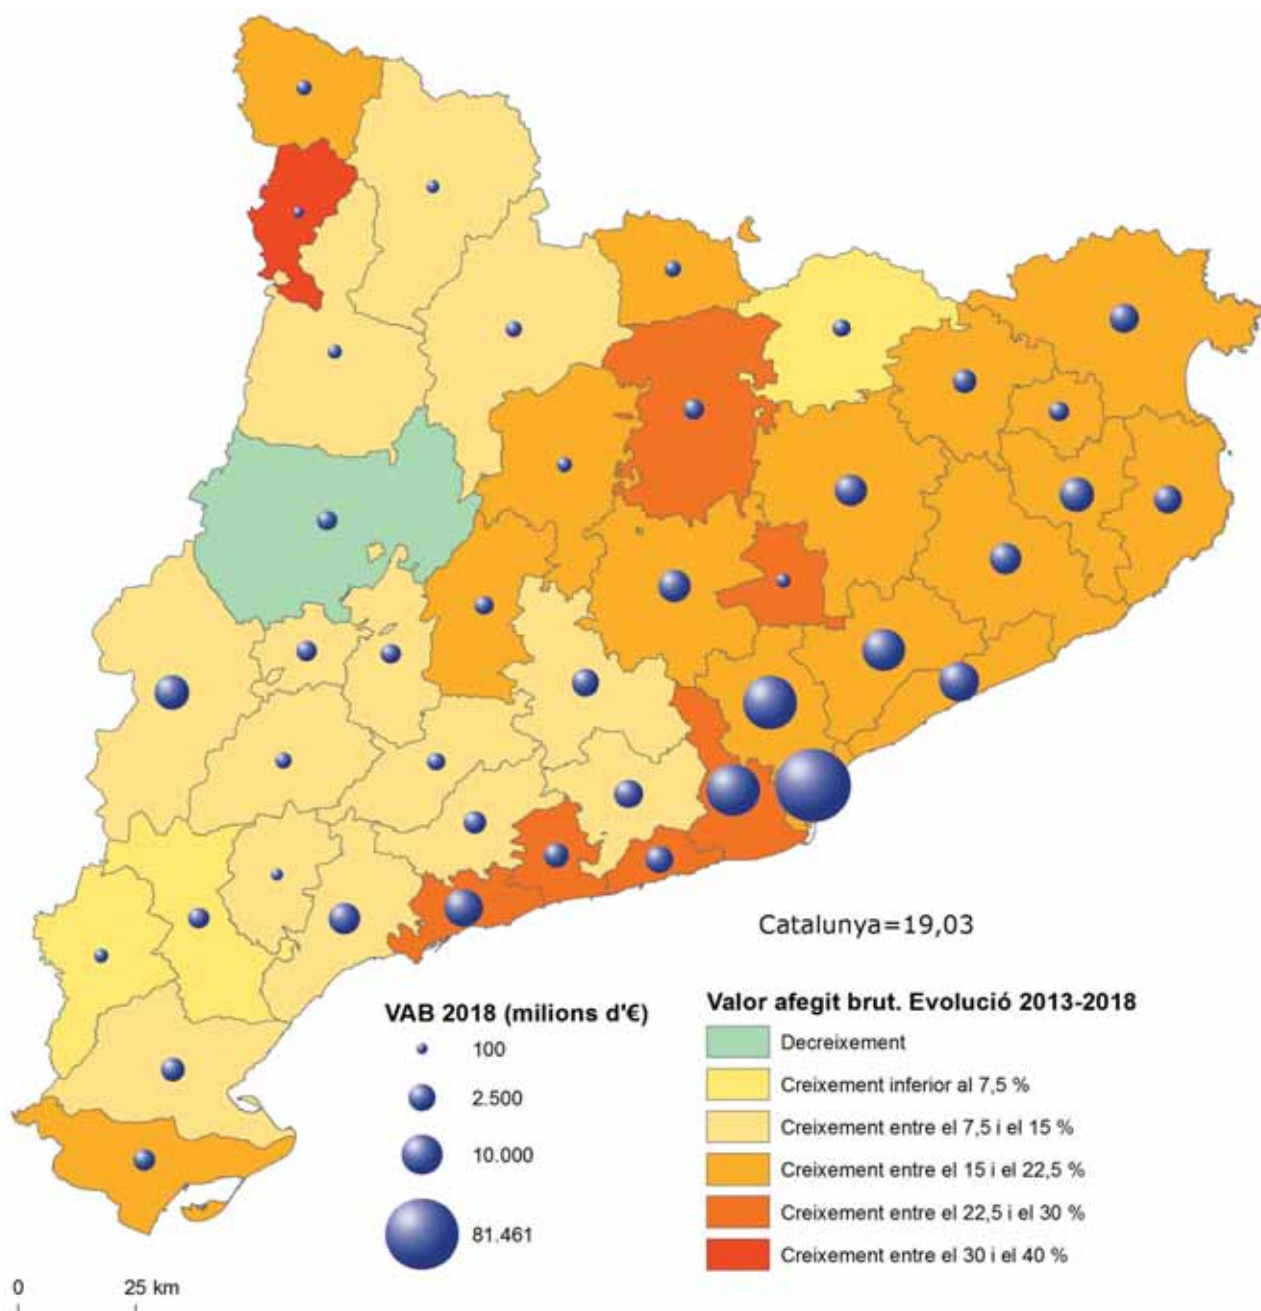 Catalunya=19,03
VAB 2018 (milions d'€)
100
2.500
10.000
81.461
Valor afegit brut. Evolució 2013-2018
Decreixement
Creixement inferior al 7,5 %
Creixement entre el 7,5 i el 15 %
Creixement entre el 15 i el 22,5 %
Creixement entre el 22,5 i el 30 %
Creixement entre el 30 i el 40 %
0 25 km